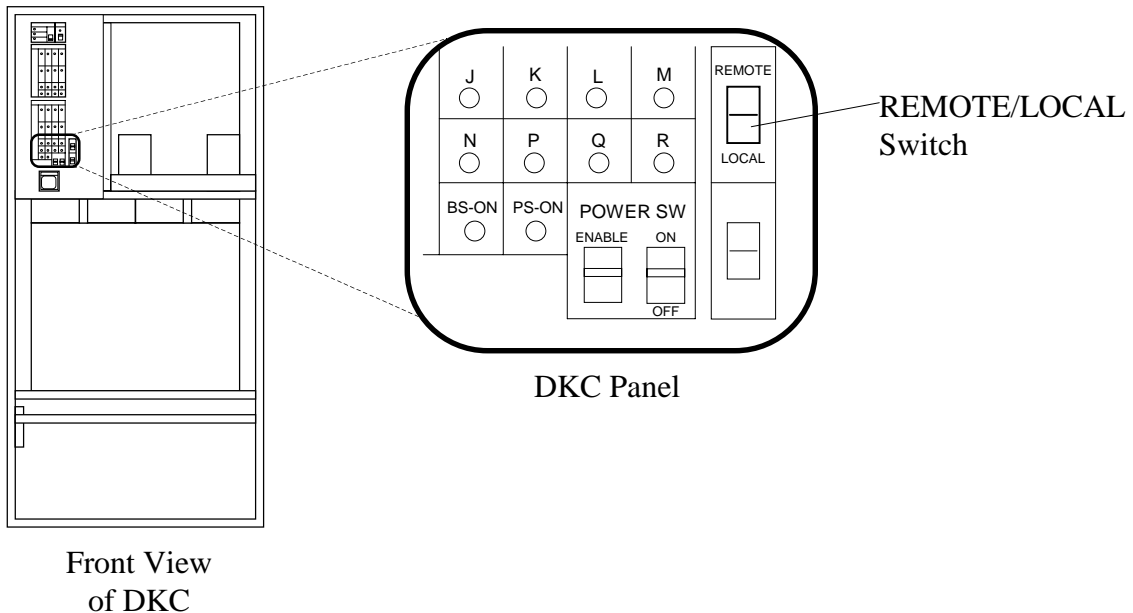 J K L M
REMOTE
REMOTE/LOCAL
Switch
N P Q R
LOCAL
BS-ON PS-ON POWER SW
ENABLE ON
OFF
DKC Panel
Front View
of DKC